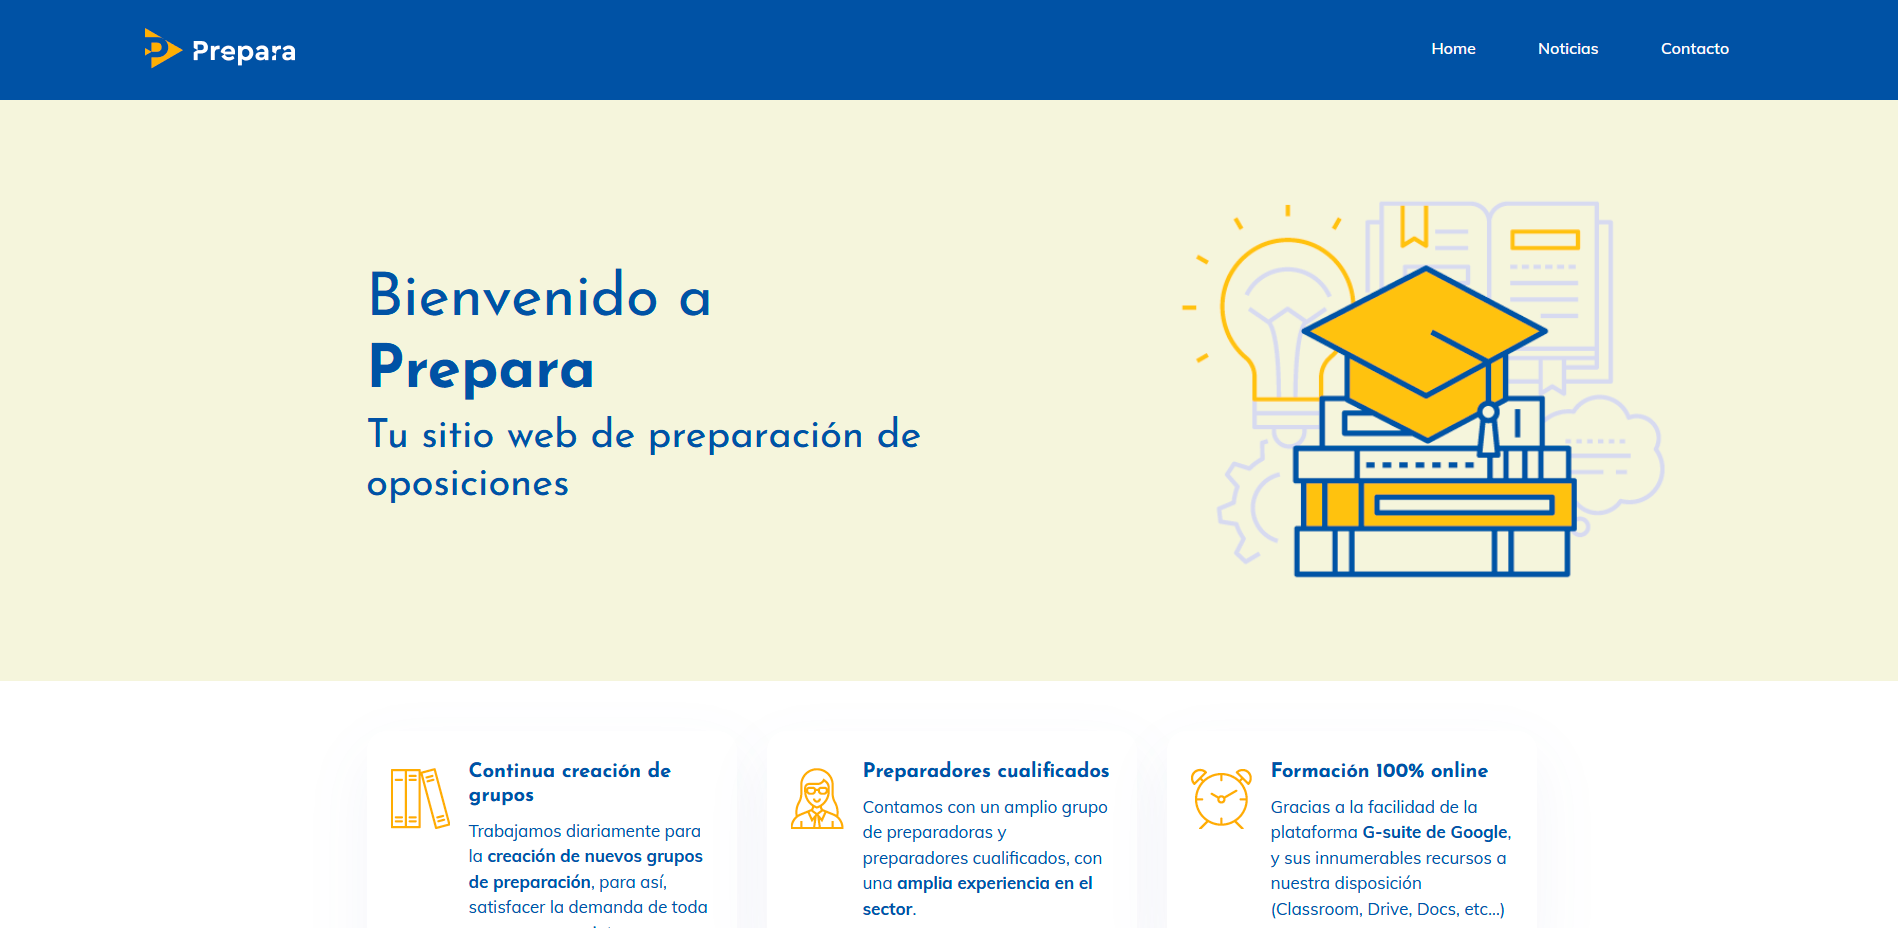 Prepara
Home
Noticias
Contacto
Bienvenido a
Prepara
Tu sitio web de preparación de
oposiciones
Continua creación de
grupos
Trabajamos diariamente para
la creación de nuevos grupos
de preparación, para así,
satisfacer la demanda de toda
Preparadores cualificados
Contamos con un amplio grupo
de preparadoras y
preparadores cualificados, con
una amplia experiencia en el
sector.
Formación 100% online
Gracias a la facilidad de la
plataforma G-suite de Google,
y sus innumerables recursos a
nuestra disposición
(Classroom, Drive, Docs, etc...)